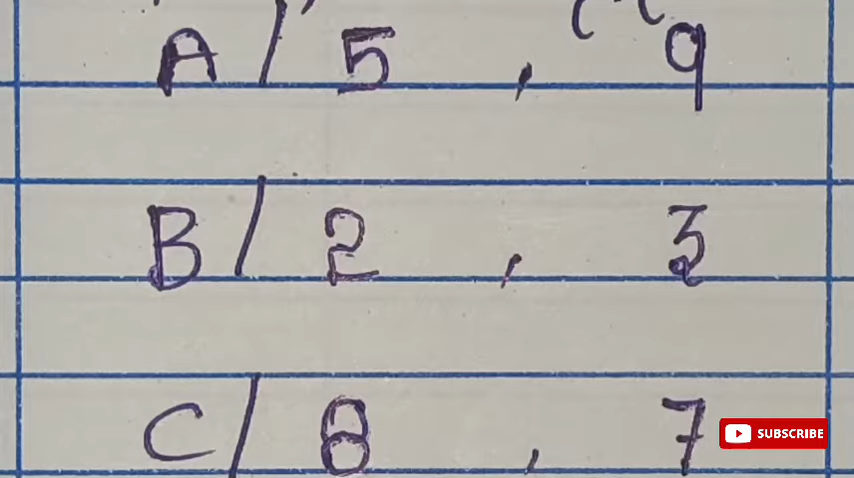 A/ 5 , 9
B/ 2 , 3
C/ 8 , 7
SUBSCRIBE